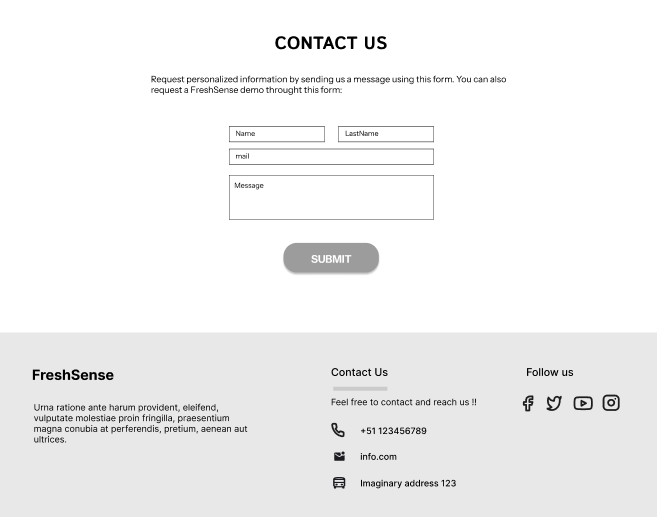 CONTACT US
Request personalized information by sending us a message using this form. You can also
request a FreshSense demo throught this form:
Name
LastName
mail
Message
SUBMIT
FreshSense
Urna ratione ante harum provident, eleifend,
vulputate molestiae proin fringilla, praesentium
magna conubia at perferendis, pretium, aenean aut
ultrices.
Contact Us
Feel free to contact and reach us !!
+51 123456789
info.com
Imaginary address 123
Follow us